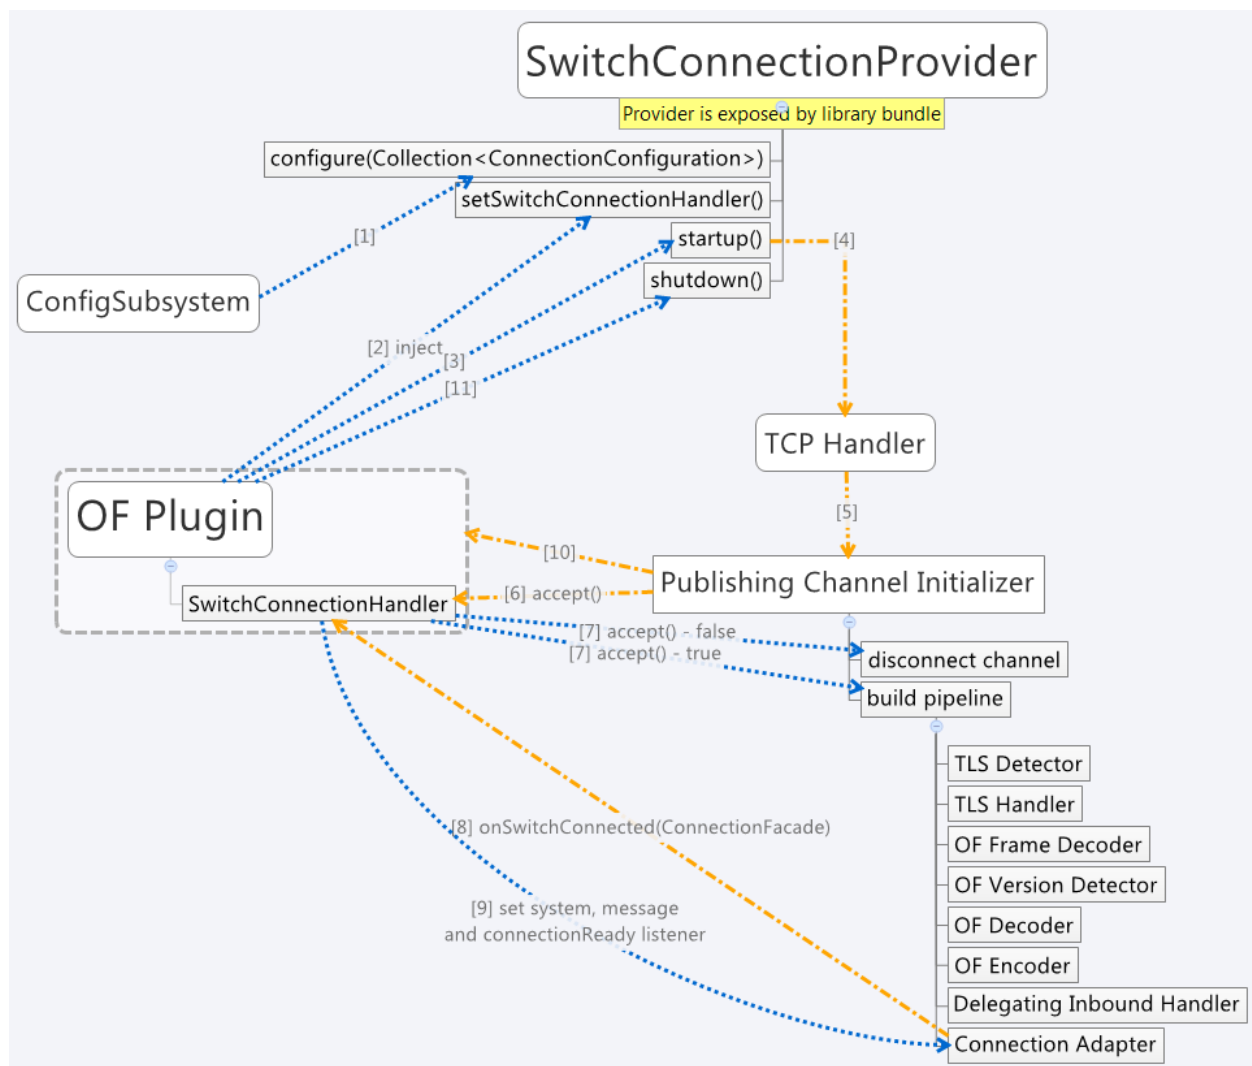 SwitchConnectionProvider
Provider is exposed by library bundle
configure(Collection<ConnectionConfiguration>)
setSwitchConnectionHandler()
[1]
startup()
[4]
shutdown()
ConfigSubsystem
[2] inject
[3]
[11]
TCP Handler
OF Plugin
[5]
[10]
Publishing Channel Initializer
[6] accept()
SwitchConnectionHandler
[7] accept() - false
[7] accept() - true
disconnect channel
build pipeline
TLS Detector
TLS Handler
[8] onSwitchConnected(ConnectionFacade)
OF Frame Decoder
OF Version Detector
[9] set system, message
and connectionReady listener
OF Decoder
OF Encoder
Delegating Inbound Handler
Connection Adapter